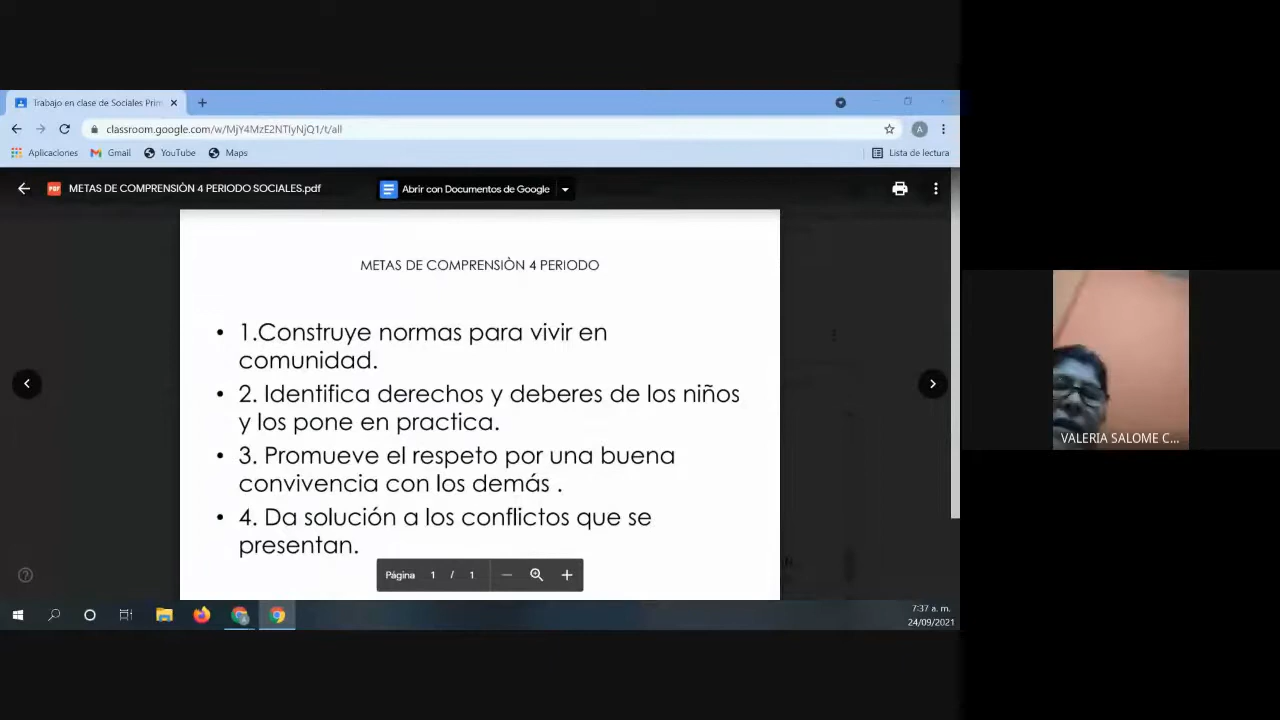 Trabajo en clase de Sociales Prim
classroom.google.com/w/MjY4MzE2NTIyNjQ1/t/all
A
Aplicaciones Gmail YouTube Maps Lista de lectura
PDF METAS DE COMPRENSIÒN 4 PERIODO SOCIALES.pdf Abrir con Documentos de Google
METAS DE COMPRENSIÒN 4 PERIODO
• 1.Construye normas para vivir en
comunidad.
• 2. Identifica derechos y deberes de los niños
y los pone en practica.
• 3. Promueve el respeto por una buena
convivencia con los demás .
• 4. Da solución a los conflictos que se
presentan.
Página 1 / 1
VALERIA SALOME C...
7:37 a. m.
24/09/2021